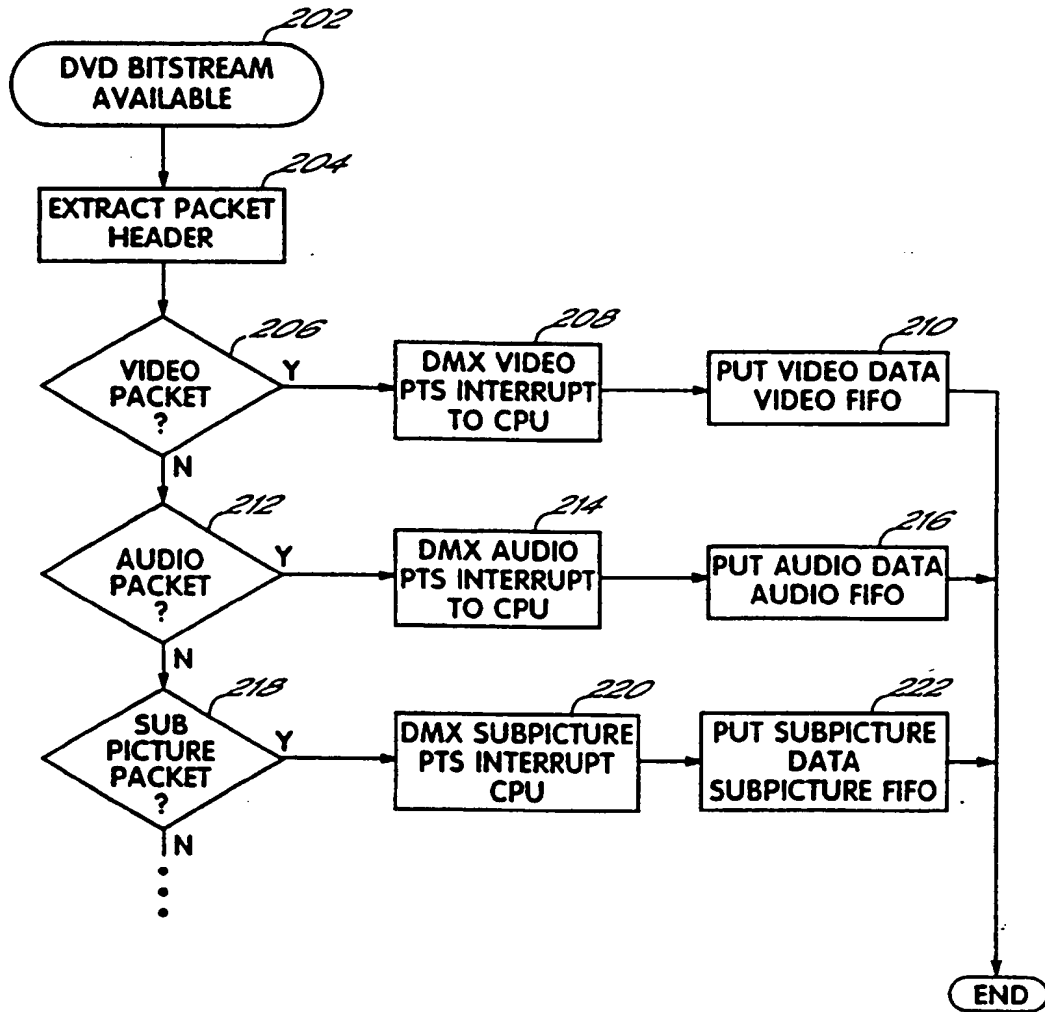 202
DVD BITSTREAM
AVAILABLE
204
EXTRACT PACKET
HEADER
206
VIDEO
PACKET
?
Y
N
208
DMX VIDEO
PTS INTERRUPT
TO CPU
210
PUT VIDEO DATA
VIDEO FIFO
212
AUDIO
PACKET
?
Y
N
214
DMX AUDIO
PTS INTERRUPT
TO CPU
216
PUT AUDIO DATA
AUDIO FIFO
218
SUB
PICTURE
PACKET
?
Y
N
220
DMX SUBPICTURE
PTS INTERRUPT
CPU
222
PUT SUBPICTURE
DATA
SUBPICTURE FIFO
END